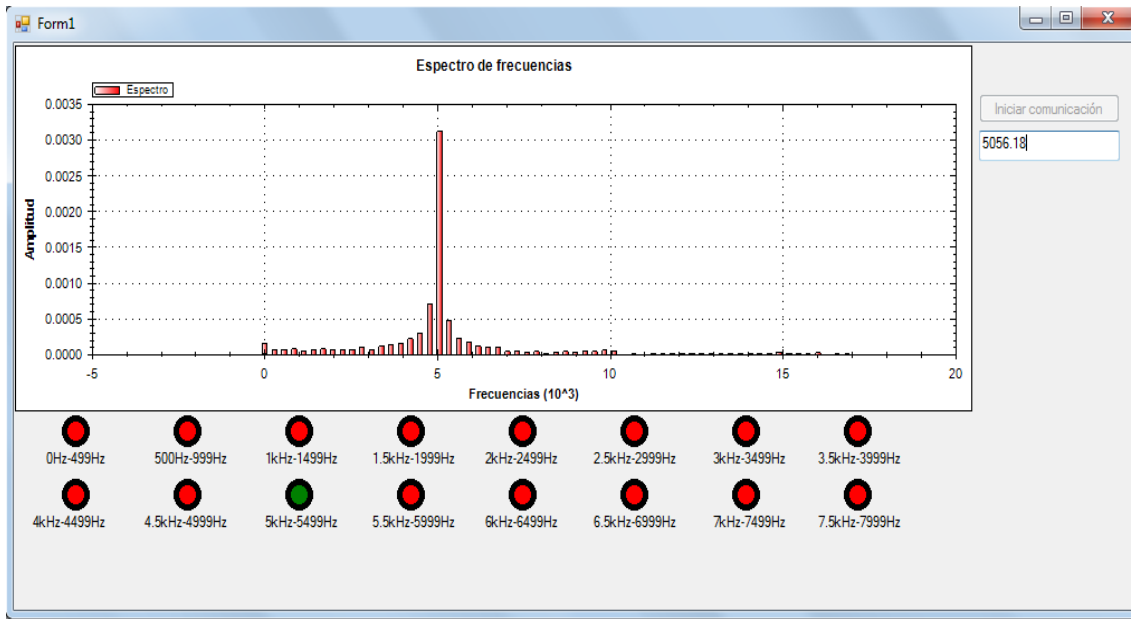 Form1
Espectro de frecuencias
Espectro
Iniciar comunicación
5056.18
Amplitud
0.0035
0.0030
0.0025
0.0020
0.0015
0.0010
0.0005
0.0000
-5 0 5 10 15 20
Frecuencias (10^3)
0Hz-499Hz 500Hz-999Hz 1kHz-1499Hz 1.5kHz-1999Hz 2kHz-2499Hz 2.5kHz-2999Hz 3kHz-3499Hz 3.5kHz-3999Hz
4kHz-4499Hz 4.5kHz-4999Hz 5kHz-5499Hz 5.5kHz-5999Hz 6kHz-6499Hz 6.5kHz-6999Hz 7kHz-7499Hz 7.5kHz-7999Hz